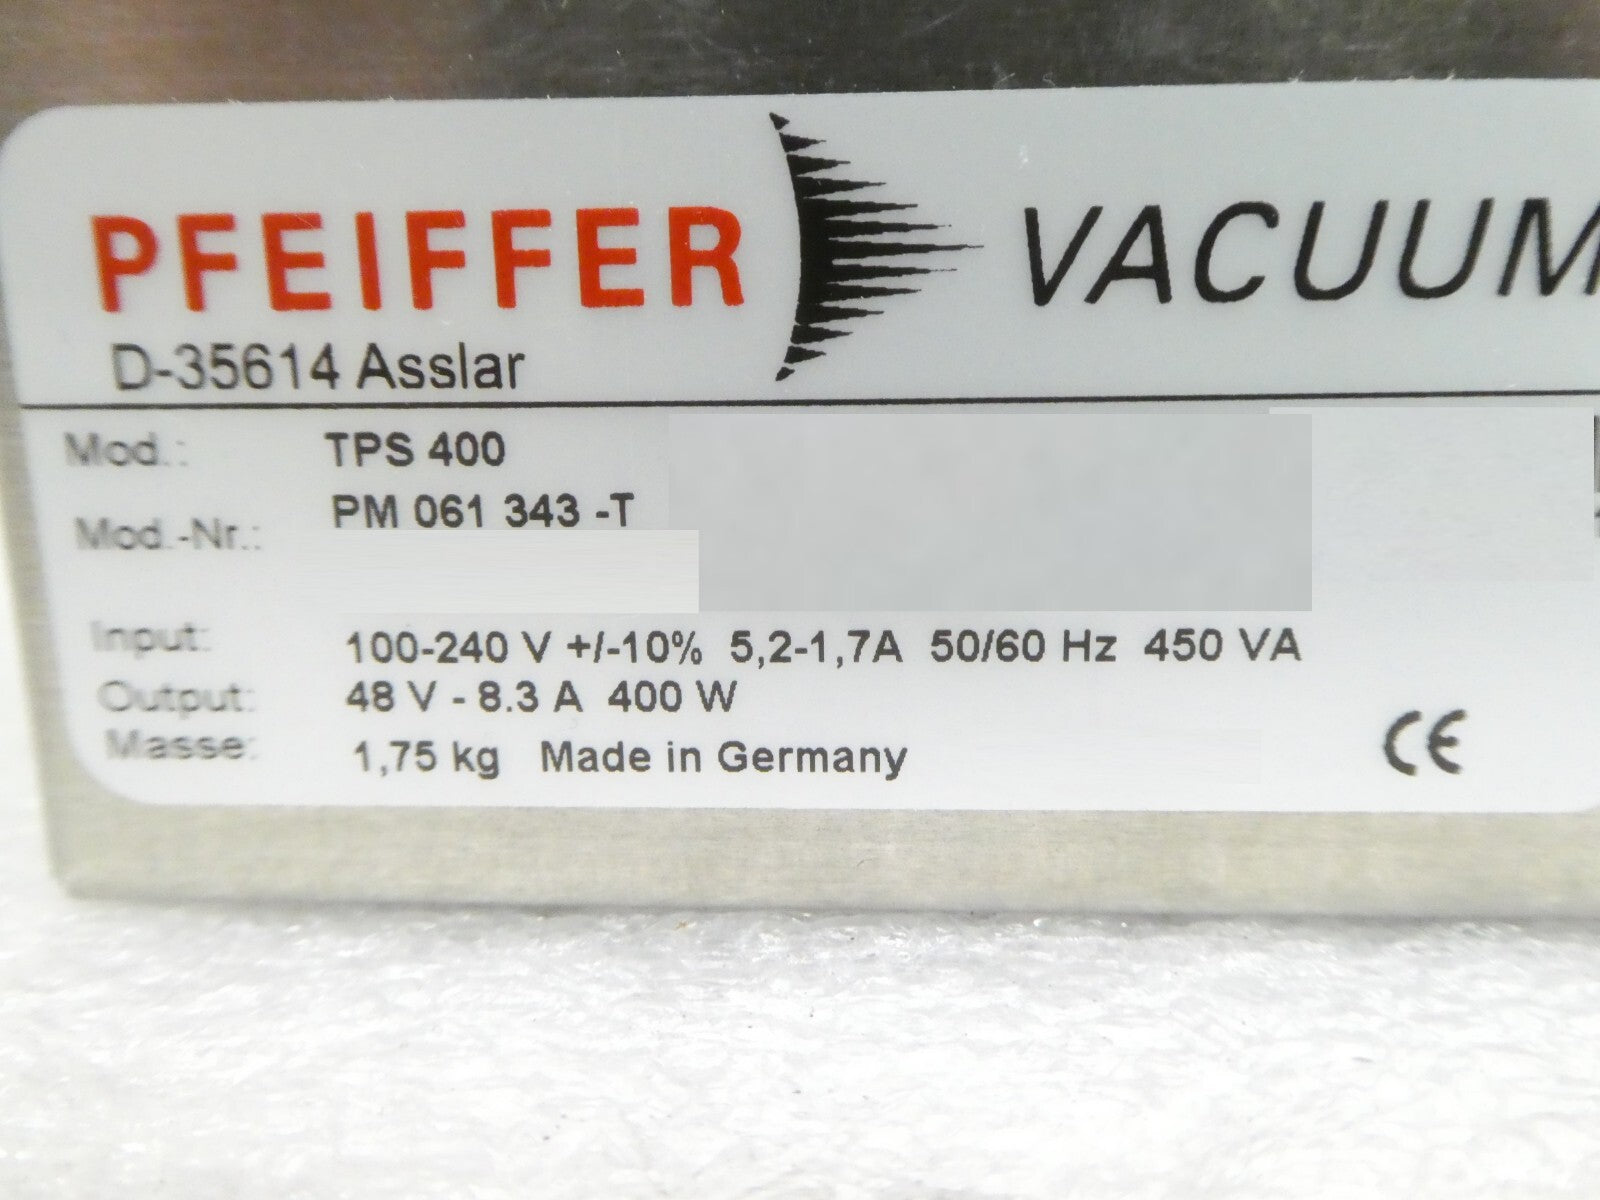 PFEIFFER VACUUM
D-35614 Asslar
Mod.: TPS 400
Mod.-Nr.: PM 061 343 -T
Input: 100-240 V +/-10% 5,2-1,7A 50/60 Hz 450 VA
Output: 48 V - 8.3 A 400 W
Masse: 1,75 kg Made in Germany CE